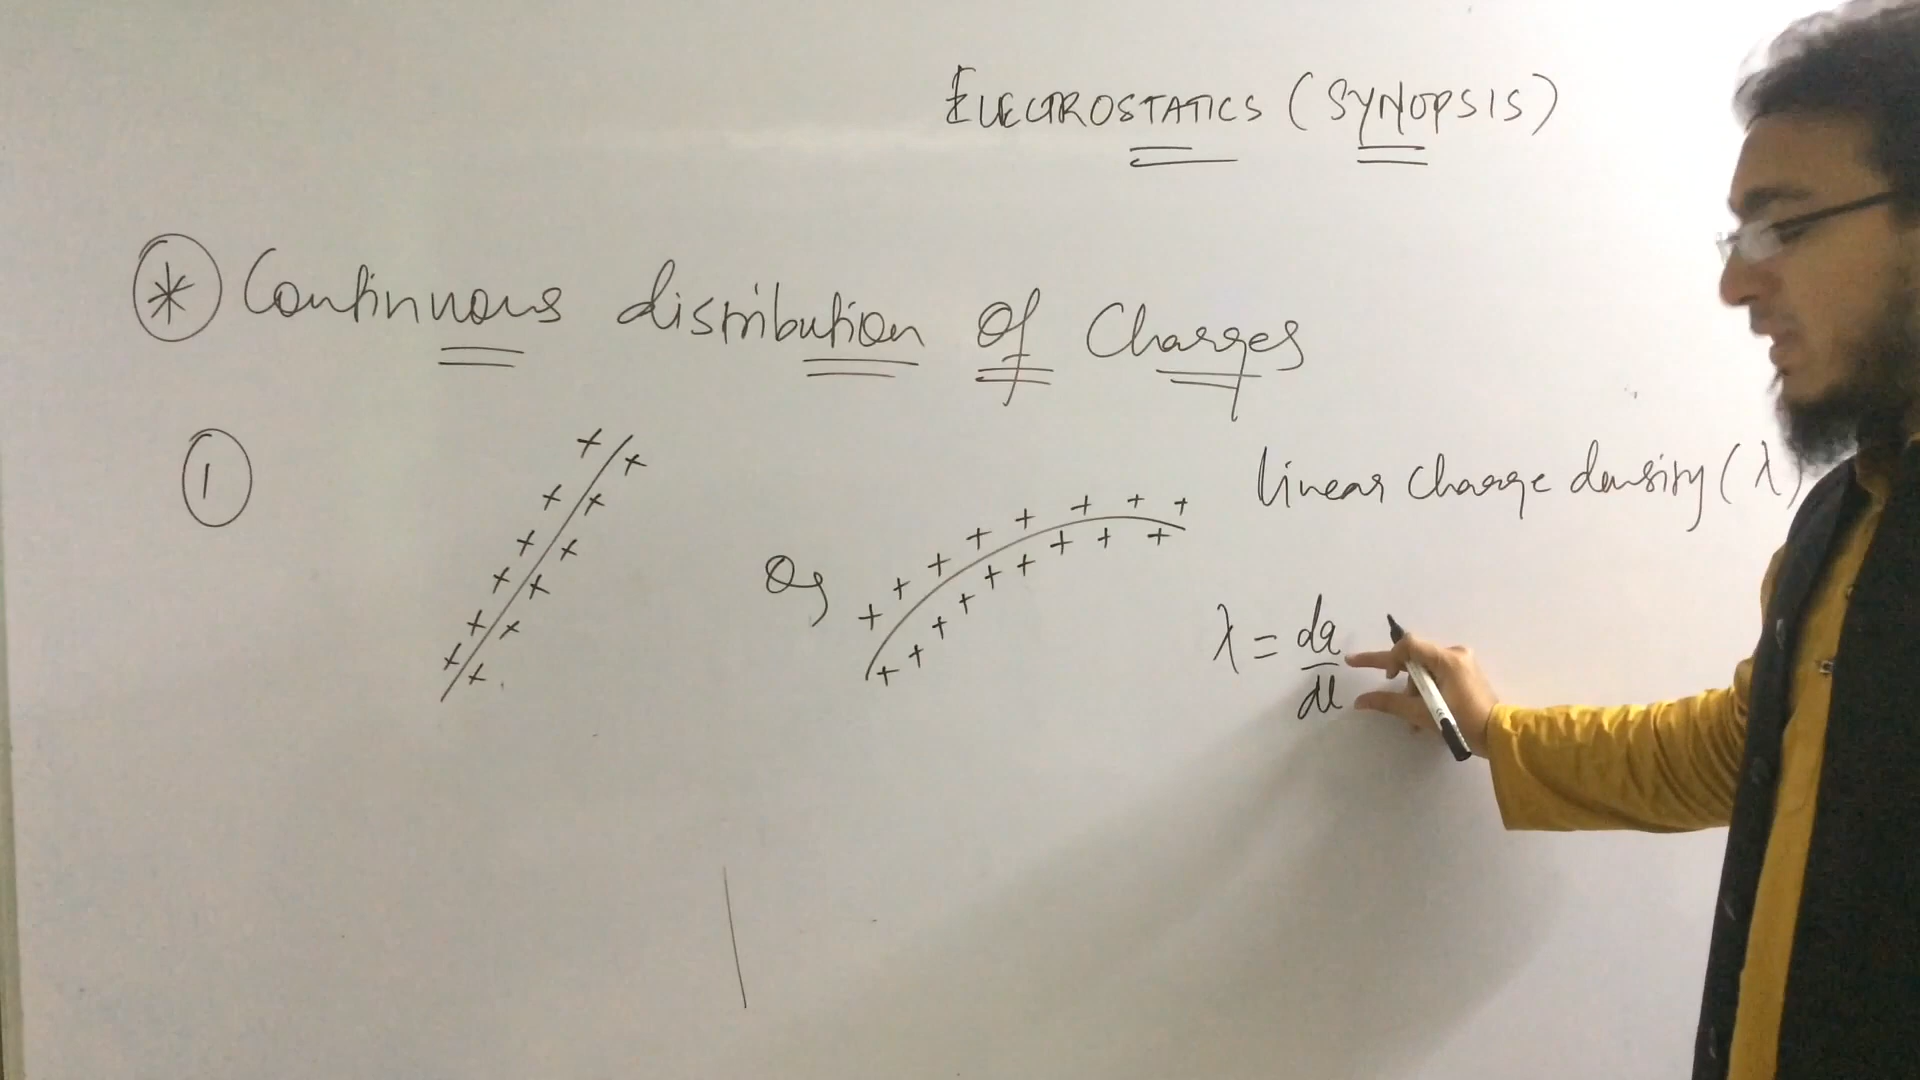 ELECTROSTATICS (SYNOPSIS)
* Continuous distribution of Charges
1
+ + + + + + + + + + + +
Or
+ + + + + + + + + + + + + + + + +
linear charge density (λ)
λ = dq/dl